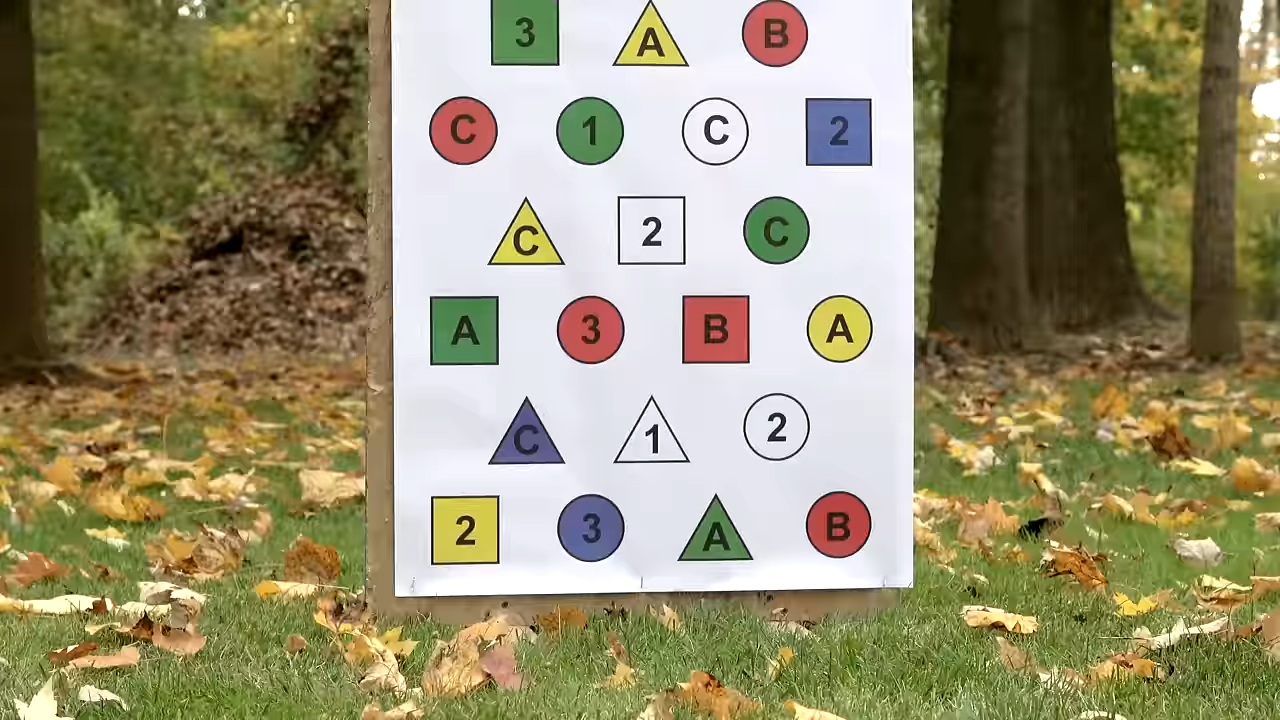 3 A B
C 1 C 2
C 2 C
A 3 B A
C 1 2
2 3 A B